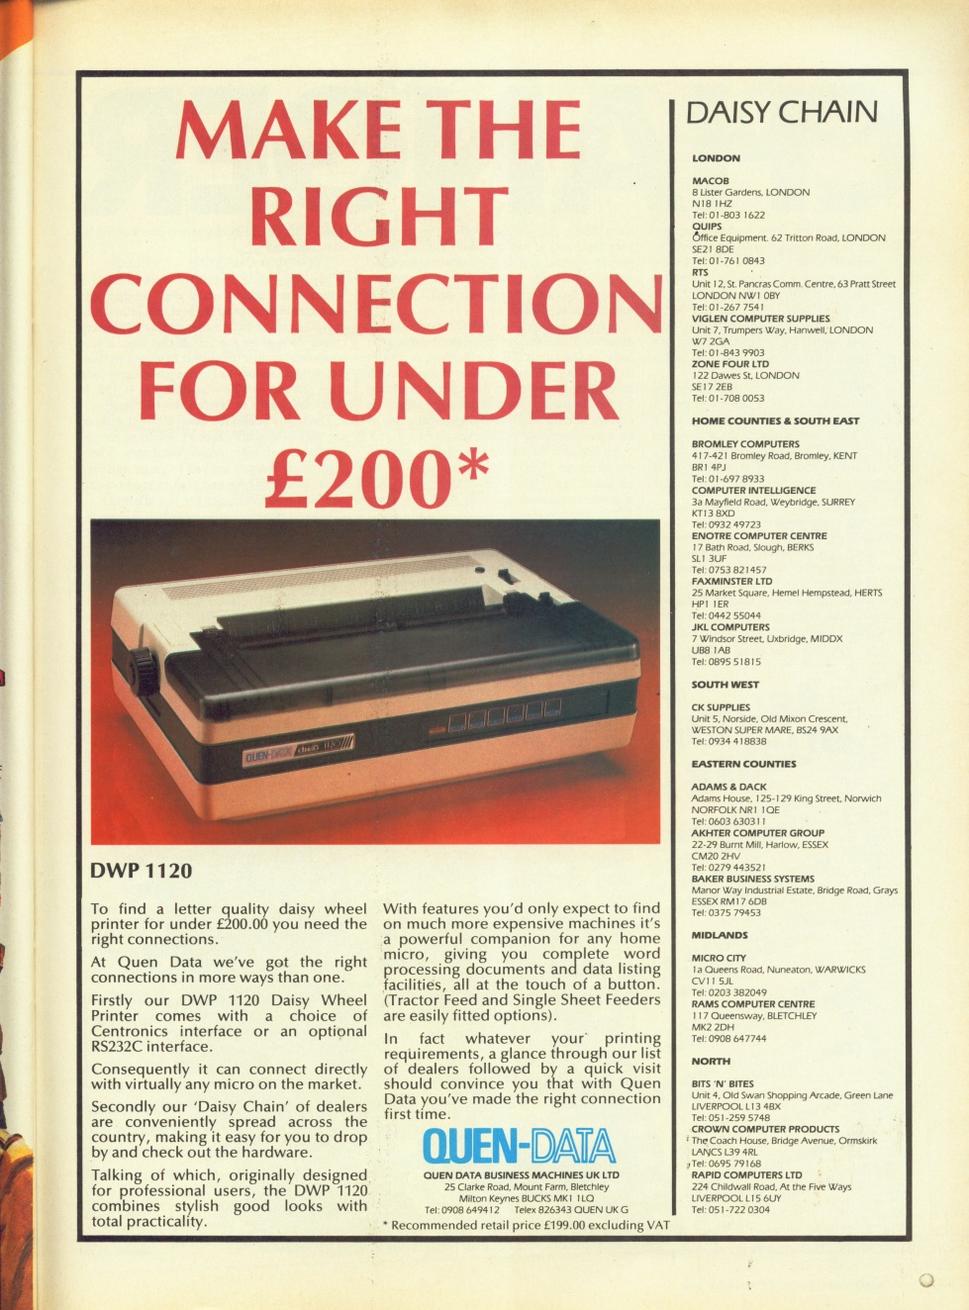 MAKE THE
RIGHT
CONNECTION
FOR UNDER
£200*
QUEN-DATA
DWP 1120
To find a letter quality daisy wheel
printer for under £200.00 you need the
right connections.
At Quen Data we've got the right
connections in more ways than one.
Firstly our DWP 1120 Daisy Wheel
Printer comes with a choice of
Centronics interface or an optional
RS232C interface.
Consequently it can connect directly
with virtually any micro on the market.
Secondly our 'Daisy Chain' of dealers
are conveniently spread across the
country, making it easy for you to drop
by and check out the hardware.
Talking of which, originally designed
for professional users, the DWP 1120
combines stylish good looks with
total practicality.
With features you'd only expect to find
on much more expensive machines it's
a powerful companion for any home
micro, giving you complete word
processing documents and data listing
facilities, all at the touch of a button.
(Tractor Feed and Single Sheet Feeders
are easily fitted options).
In fact whatever your printing
requirements, a glance through our list
of dealers followed by a quick visit
should convince you that with Quen
Data you've made the right connection
first time.
QUEN-DATA
QUEN DATA BUSINESS MACHINES UK LTD
25 Clarke Road, Mount Farm, Bletchley
Milton Keynes BUCKS MK1 1LQ
Tel: 0908 649412 Telex 826343 QUEN UK G
* Recommended retail price £199.00 excluding VAT
DAISY CHAIN
LONDON
MACOB
8 Lister Gardens, LONDON
N18 1HZ
Tel: 01-803 1622
QUIPS
Office Equipment. 62 Tritton Road, LONDON
SE21 8DE
Tel: 01-761 0843
RTS
Unit 12, St. Pancras Comm. Centre, 63 Pratt Street
LONDON NW1 0BY
Tel: 01-267 7541
VIGLEN COMPUTER SUPPLIES
Unit 7, Trumpers Way, Hanwell, LONDON
W7 2GA
Tel: 01-843 9903
ZONE FOUR LTD
122 Dawes St, LONDON
SE17 2EB
Tel: 01-708 0053
HOME COUNTIES & SOUTH EAST
BROMLEY COMPUTERS
417-421 Bromley Road, Bromley, KENT
BR1 4PJ
Tel: 01-697 8933
COMPUTER INTELLIGENCE
3a Mayfield Road, Weybridge, SURREY
KT13 8XD
Tel: 0932 49723
ENOTRE COMPUTER CENTRE
17 Bath Road, Slough, BERKS
SL1 3UF
Tel: 0753 821457
FAXMINSTER LTD
25 Market Square, Hemel Hempstead, HERTS
HP1 1ER
Tel: 0442 55044
JKL COMPUTERS
7 Windsor Street, Uxbridge, MIDDX
UB8 1AB
Tel: 0895 51815
SOUTH WEST
CK SUPPLIES
Unit 5, Norside, Old Mixon Crescent,
WESTON SUPER MARE, BS24 9AX
Tel: 0934 418838
EASTERN COUNTIES
ADAMS & DACK
Adams House, 125-129 King Street, Norwich
NORFOLK NR1 1QE
Tel: 0603 630311
AKHTER COMPUTER GROUP
22-29 Burnt Mill, Harlow, ESSEX
CM20 2HV
Tel: 0279 443521
BAKER BUSINESS SYSTEMS
Manor Way Industrial Estate, Bridge Road, Grays
ESSEX RM17 6DB
Tel: 0375 79453
MIDLANDS
MICRO CITY
1a Queens Road, Nuneaton, WARWICKS
CV11 5JL
Tel: 0203 382049
RAMS COMPUTER CENTRE
117 Queensway, BLETCHLEY
MK2 2DH
Tel: 0908 647744
NORTH
BITS 'N' BITES
Unit 4, Old Swan Shopping Arcade, Green Lane
LIVERPOOL L13 4BX
Tel: 051-259 5748
CROWN COMPUTER PRODUCTS
The Coach House, Bridge Avenue, Ormskirk
LANCS L39 4RL
Tel: 0695 79168
RAPID COMPUTERS LTD
224 Childwall Road, At the Five Ways
LIVERPOOL L15 6UY
Tel: 051-722 0304